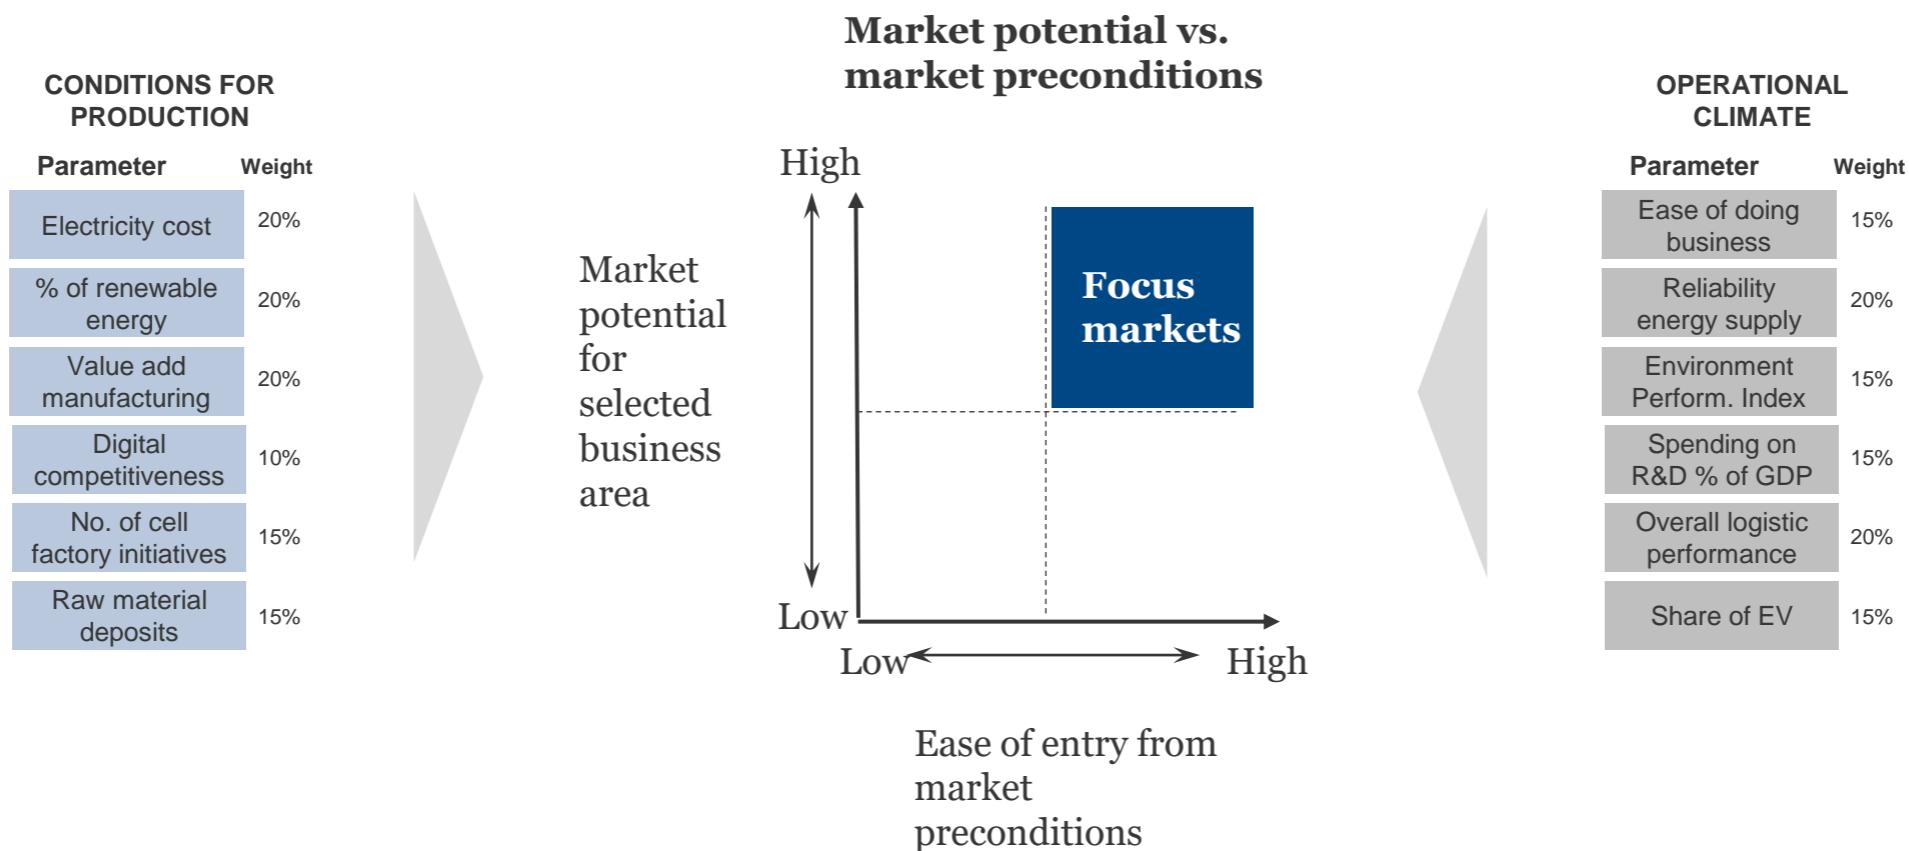 Market potential vs.
market preconditions
CONDITIONS FOR
PRODUCTION
Parameter Weight
Electricity cost 20%
% of renewable
energy 20%
Value add
manufacturing 20%
Digital
competitiveness 10%
No. of cell
factory initiatives 15%
Raw material
deposits 15%
High
Market
potential
for
selected
business
area
Focus
markets
Low
Low High
Ease of entry from
market
preconditions
OPERATIONAL
CLIMATE
Parameter Weight
Ease of doing
business 15%
Reliability
energy supply 20%
Environment
Perform. Index 15%
Spending on
R&D % of GDP 15%
Overall logistic
performance 20%
Share of EV 15%